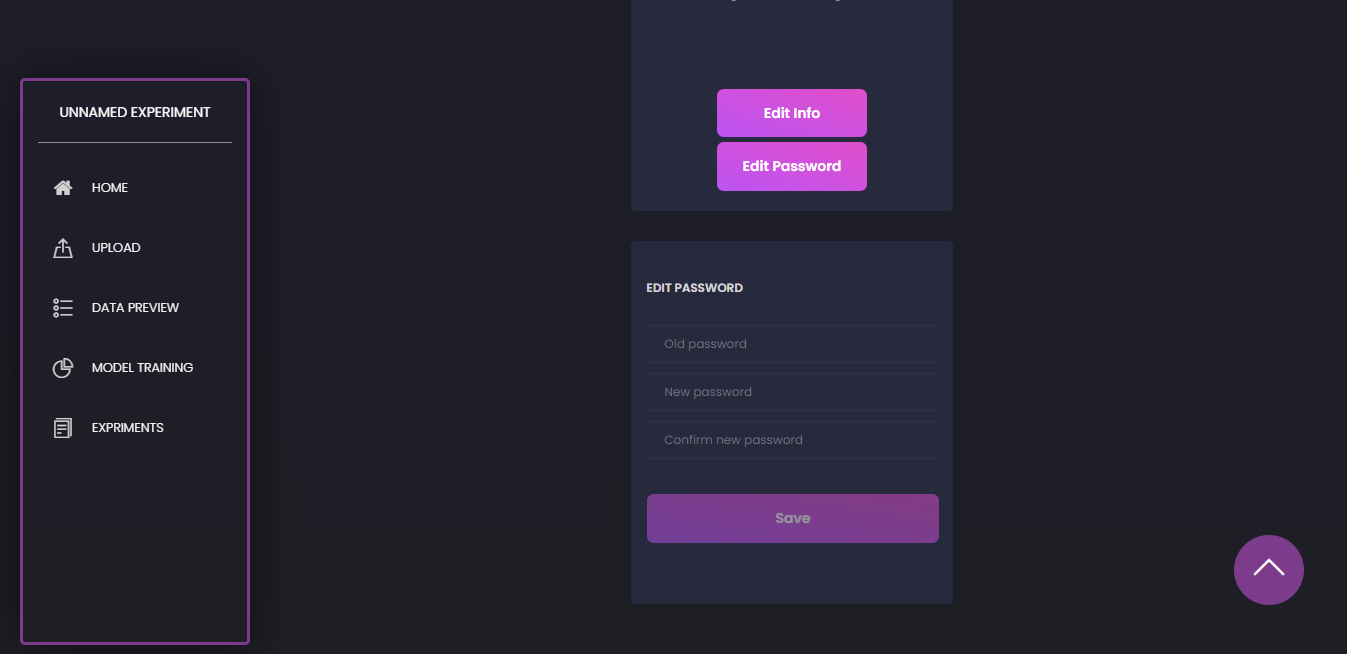 UNNAMED EXPERIMENT
HOME
UPLOAD
DATA PREVIEW
MODEL TRAINING
EXPRIMENTS
Edit Info
Edit Password
EDIT PASSWORD
Old password
New password
Confirm new password
Save